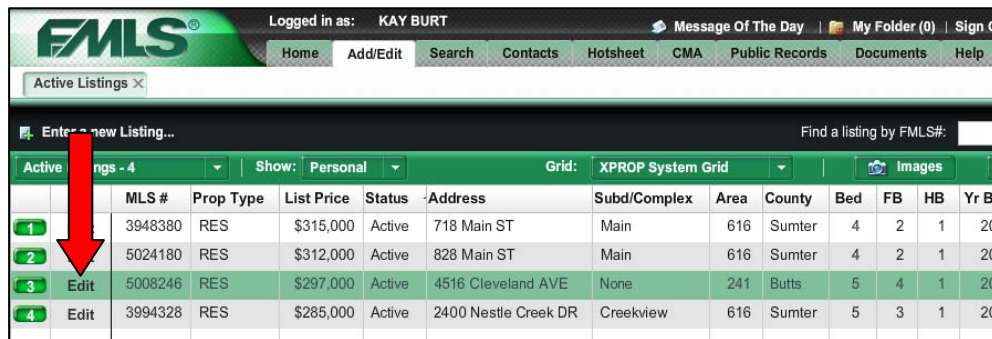 FMLS®
Logged in as: KAY BURT
Message Of The Day | My Folder (0) | Sign
Home Add/Edit Search Contacts Hotsheet CMA Public Records Documents Help
Active Listings X
Enter a new Listing...
Find a listing by FMLS#:
Active ngs - 4 Show: Personal Grid: XPROP System Grid Images
MLS # Prop Type List Price Status Address Subd/Complex Area County Bed FB HB Yr B
1 3948380 RES $315,000 Active 718 Main ST Main 616 Sumter 4 2 1 20
2 5024180 RES $312,000 Active 828 Main ST Main 616 Sumter 4 2 1 20
3 Edit 5008246 RES $297,000 Active 4516 Cleveland AVE None 241 Butts 5 4 1 20
4 Edit 3994328 RES $285,000 Active 2400 Nestle Creek DR Creekview 616 Sumter 5 3 1 20